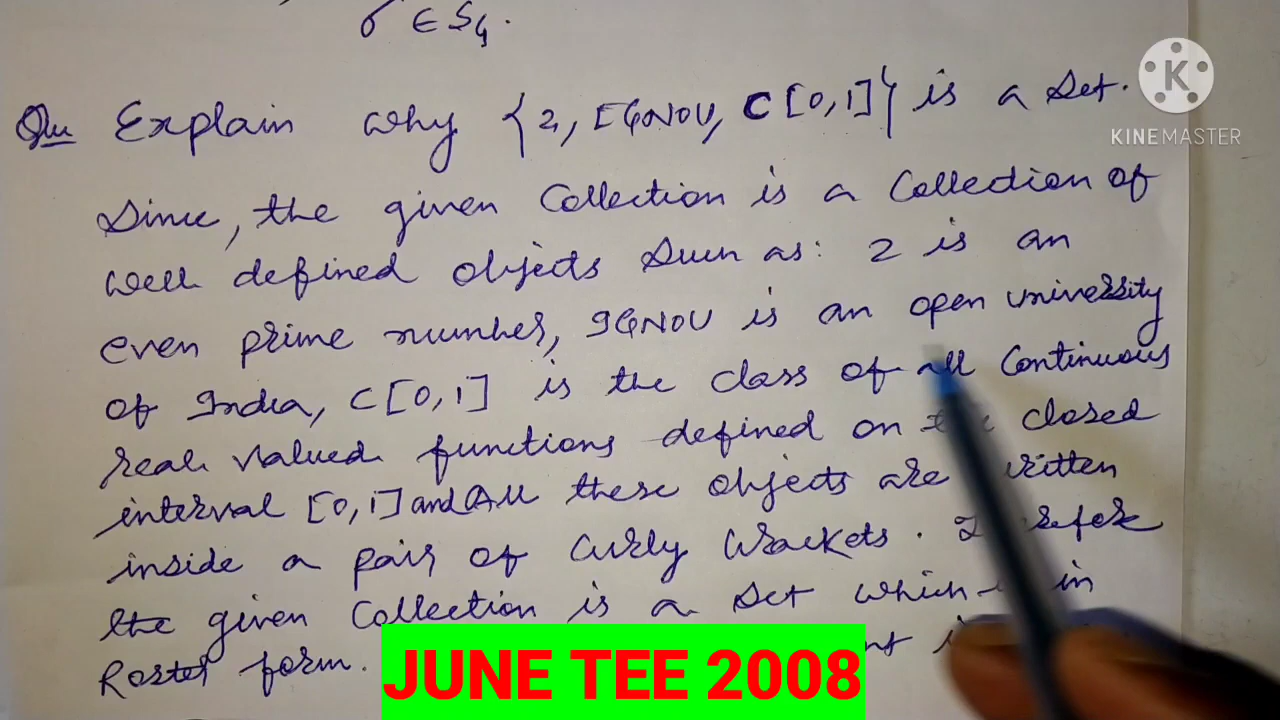 σ ∈ S4.
KINEMASTER
Qu Explain why {2, IGNOU, C[0,1]} is a set.
Since, the given Collection is a Collection of
well defined objects Such as: 2 is an
even prime number, IGNOU is an open university
of India, C[0,1] is the class of all Continuous
real valued functions defined on the closed
interval [0,1] and All these objects are written
inside a pair of Curly brackets.
the given Collection is a set which in
Roster form.
JUNE TEE 2008